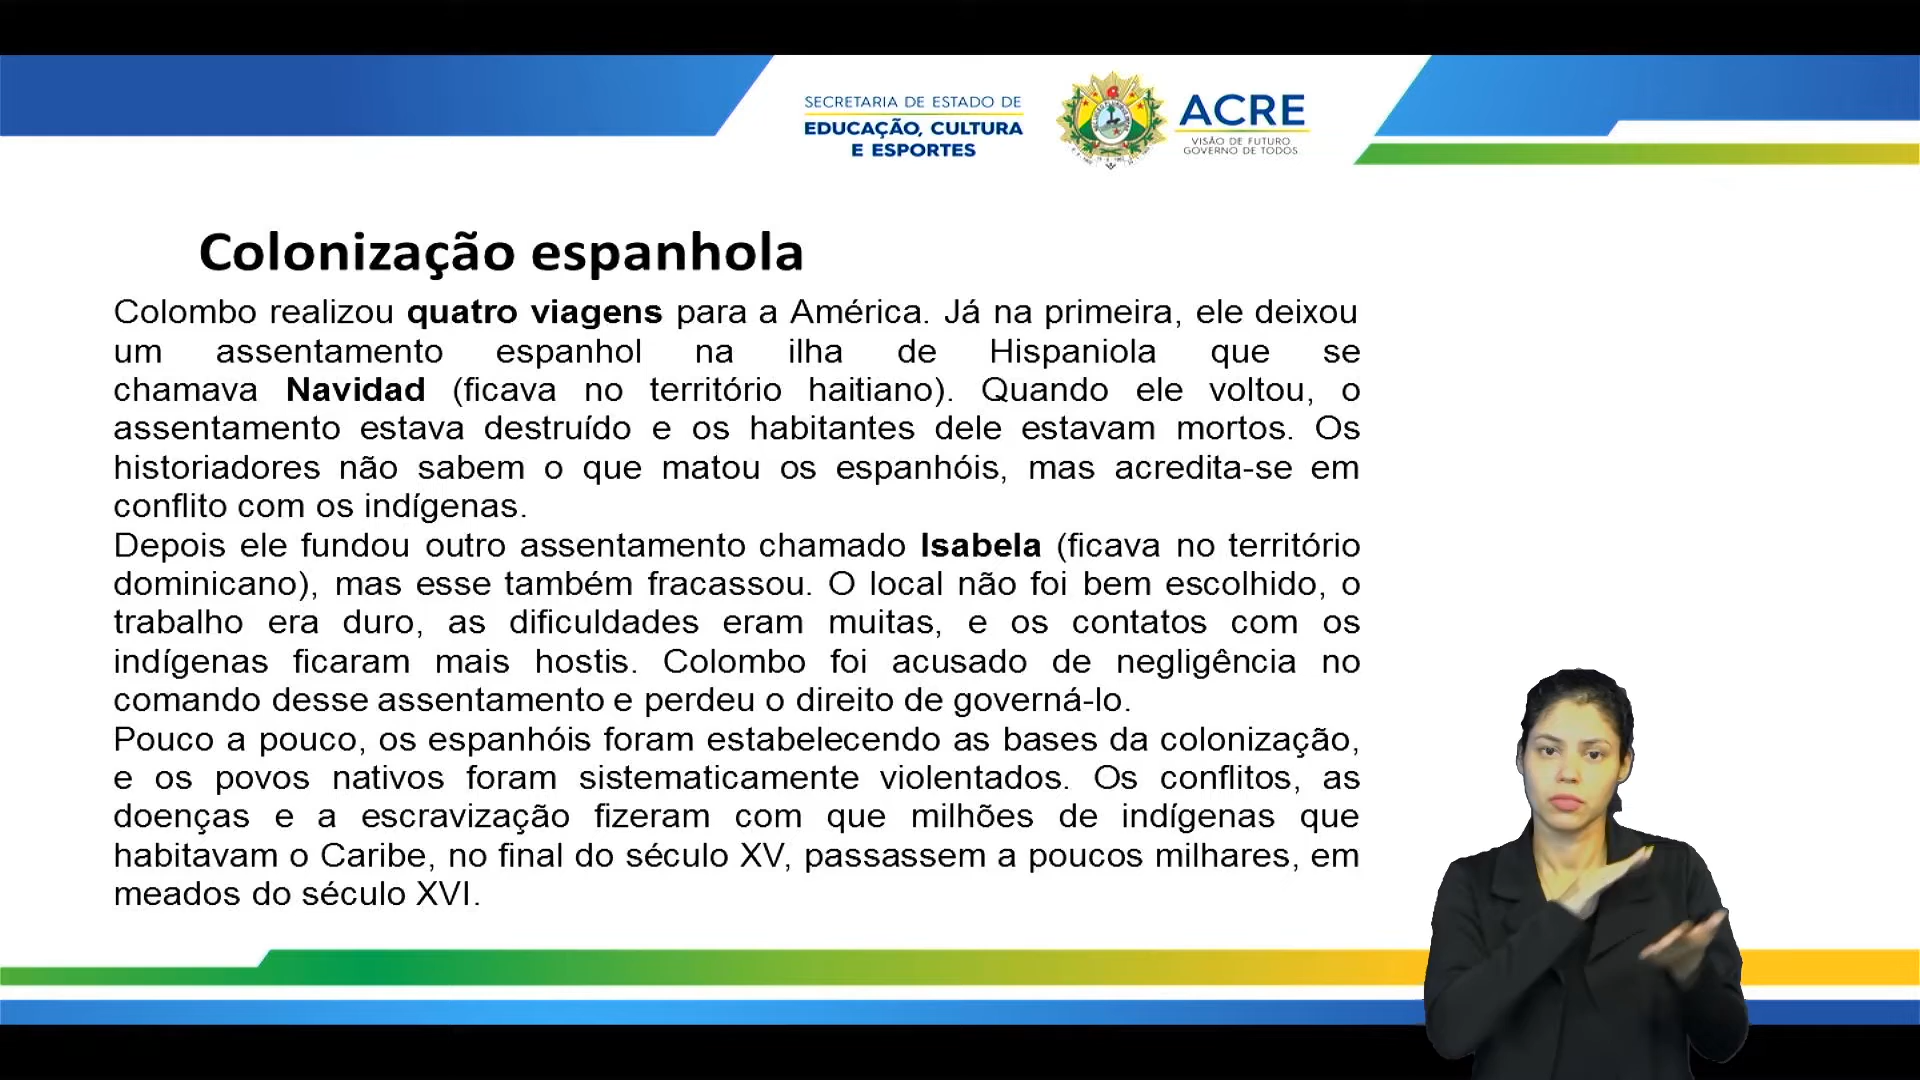 SECRETARIA DE ESTADO DE
EDUCAÇÃO, CULTURA
E ESPORTES
ACRE
VISÃO DE FUTURO
GOVERNO DE TODOS
Colonização espanhola
Colombo realizou quatro viagens para a América. Já na primeira, ele deixou
um assentamento espanhol na ilha de Hispaniola que se
chamava Navidad (ficava no território haitiano). Quando ele voltou, o
assentamento estava destruído e os habitantes dele estavam mortos. Os
historiadores não sabem o que matou os espanhóis, mas acredita-se em
conflito com os indígenas.
Depois ele fundou outro assentamento chamado Isabela (ficava no território
dominicano), mas esse também fracassou. O local não foi bem escolhido, o
trabalho era duro, as dificuldades eram muitas, e os contatos com os
indígenas ficaram mais hostis. Colombo foi acusado de negligência no
comando desse assentamento e perdeu o direito de governá-lo.
Pouco a pouco, os espanhóis foram estabelecendo as bases da colonização,
e os povos nativos foram sistematicamente violentados. Os conflitos, as
doenças e a escravização fizeram com que milhões de indígenas que
habitavam o Caribe, no final do século XV, passassem a poucos milhares, em
meados do século XVI.